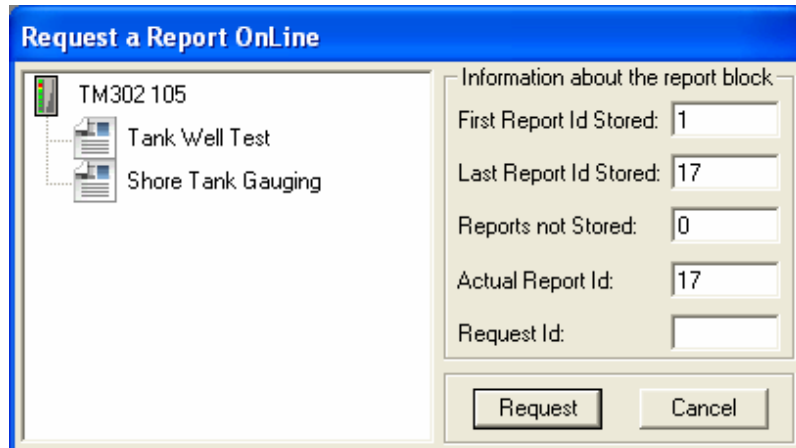 Request a Report OnLine
TM302 105
Tank Well Test
Shore Tank Gauging
Information about the report block
First Report Id Stored: 1
Last Report Id Stored: 17
Reports not Stored: 0
Actual Report Id: 17
Request Id:
Request Cancel